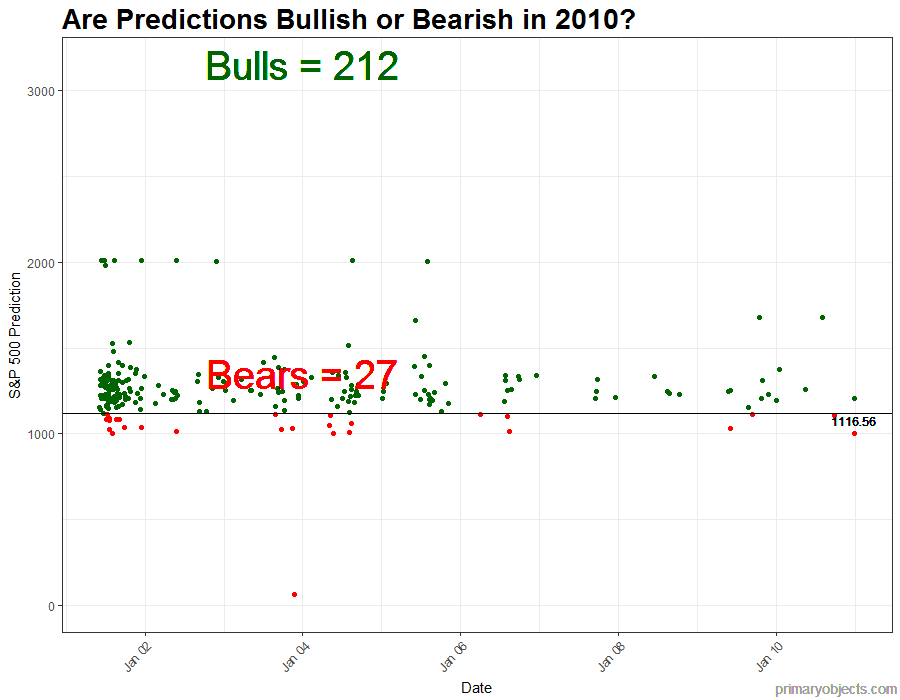 Are Predictions Bullish or Bearish in 2010?
Bulls = 212
3000
2000
Bears = 27
1116.56
1000
0
S&P 500 Prediction
Jan 02
Jan 04
Jan 06
Jan 08
Jan 10
Date
primaryobjects.com